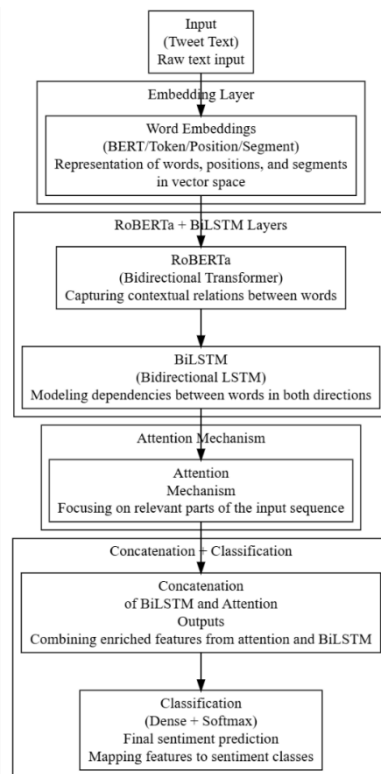 Input
(Tweet Text)
Raw text input
Embedding Layer
Word Embeddings
(BERT/Token/Position/Segment)
Representation of words, positions, and segments
in vector space
RoBERTa + BiLSTM Layers
RoBERTa
(Bidirectional Transformer)
Capturing contextual relations between words
BiLSTM
(Bidirectional LSTM)
Modeling dependencies between words in both directions
Attention Mechanism
Attention
Mechanism
Focusing on relevant parts of the input sequence
Concatenation + Classification
Concatenation
of BiLSTM and Attention
Outputs
Combining enriched features from attention and BiLSTM
Classification
(Dense + Softmax)
Final sentiment prediction
Mapping features to sentiment classes